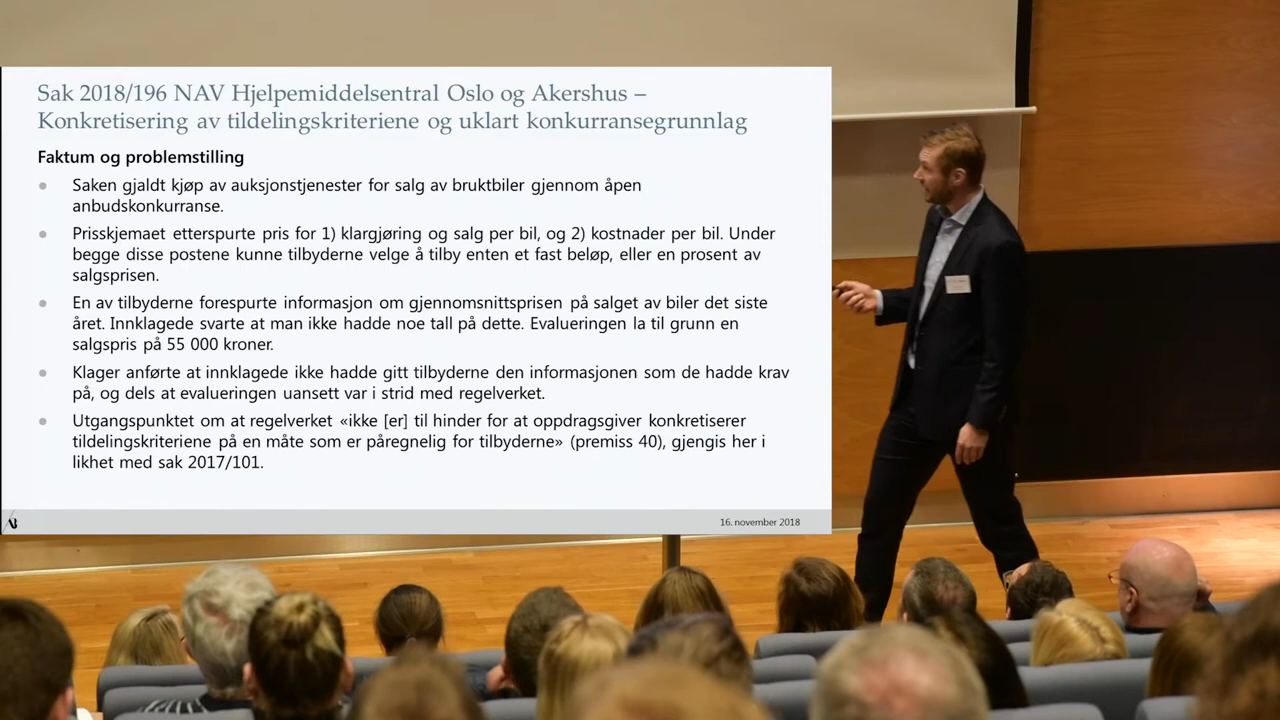 Sak 2018/196 NAV Hjelpemiddelsentral Oslo og Akershus –
Konkretisering av tildelingskriteriene og uklart konkurransegrunnlag
Faktum og problemstilling
● Saken gjaldt kjøp av auksjonstjenester for salg av bruktbiler gjennom åpen
anbudskonkurranse.
● Prisskjemaet etterspurte pris for 1) klargjøring og salg per bil, og 2) kostnader per bil. Under
begge disse postene kunne tilbyderne velge å tilby enten et fast beløp, eller en prosent av
salgsprisen.
● En av tilbyderne forespurte informasjon om gjennomsnittsprisen på salget av biler det siste
året. Innklagede svarte at man ikke hadde noe tall på dette. Evalueringen la til grunn en
salgspris på 55 000 kroner.
● Klager anførte at innklagede ikke hadde gitt tilbyderne den informasjonen som de hadde krav
på, og dels at evalueringen uansett var i strid med regelverket.
● Utgangspunktet om at regelverket «ikke [er] til hinder for at oppdragsgiver konkretiserer
tildelingskriteriene på en måte som er påregnelig for tilbyderne» (premiss 40), gjengis her i
likhet med sak 2017/101.
16. november 2018